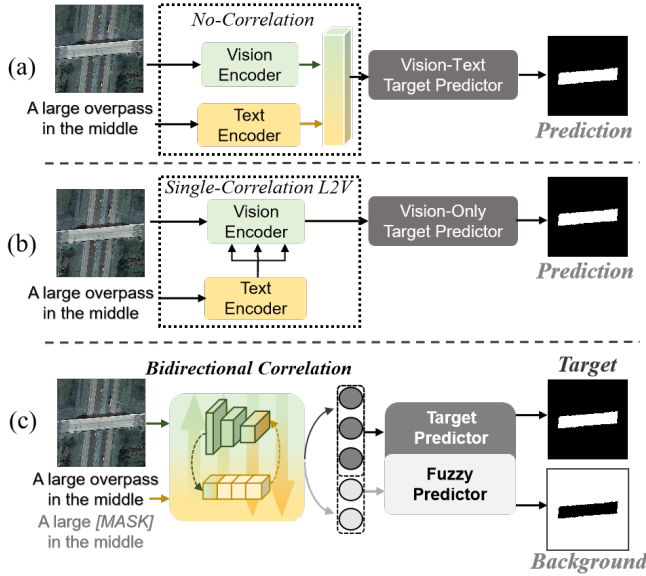 No-Correlation
(a)
Vision
Encoder
Text
Encoder
Vision-Text
Target Predictor
A large overpass
in the middle
Prediction
Single-Correlation L2V
(b)
Vision
Encoder
Text
Encoder
Vision-Only
Target Predictor
A large overpass
in the middle
Prediction
Bidirectional Correlation
Target
(c)
Target
Predictor
Fuzzy
Predictor
A large overpass
in the middle
A large [MASK]
in the middle
Background